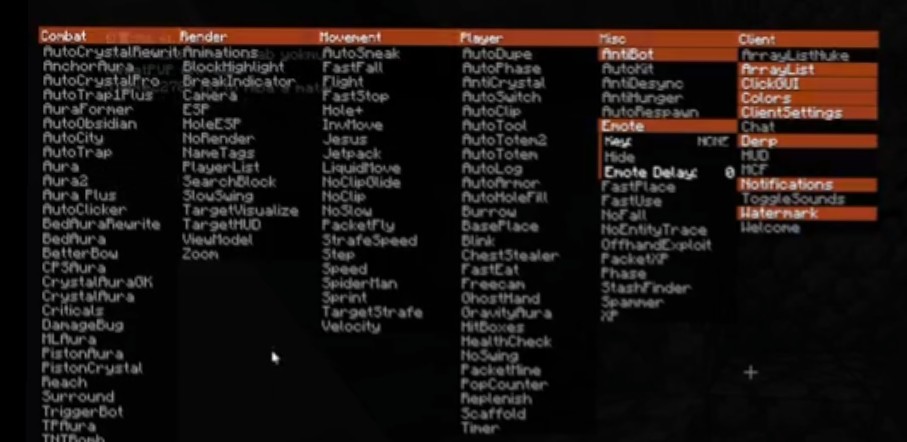 Combat
AutoCrystalRewrit
AnchorAura
AutoCrystalPro
AutoTrap1Plus
AuraFormer
AutoObsidian
AutoCity
AutoTrap
Aura
Aura2
Aura Plus
AutoClicker
BedAuraRewrite
BedAura
BetterBow
CPSAura
CrystalAuraOK
CrystalAura
Criticals
DamageBug
MLAura
PistonAura
PistonCrystal
Reach
Surround
TriggerBot
TPAura
TNTBomb
Render
Animations
BlockHighlight
BreakIndicator
Camera
ESP
HoleESP
NoRender
NameTags
PlayerList
SearchBlock
SlowSwing
TargetVisualize
TargetHUD
ViewModel
Zoom
Movement
AutoSneak
FastFall
Flight
FastStop
Hole+
InvMove
Jesus
Jetpack
LiquidMove
NoClipGlide
NoClip
NoSlow
PacketFly
StrafeSpeed
Step
Speed
SpiderMan
Sprint
TargetStrafe
Velocity
Player
AutoDupe
AutoPhase
AntiCrystal
AutoSwitch
AutoClip
AutoTool
AutoTotem2
AutoTotem
AutoLog
AutoArmor
AutoHoleFill
Burrow
BasePlace
Blink
ChestStealer
FastEat
Freecam
GhostHand
GravityAura
HitBoxes
HealthCheck
NoSwing
PacketMine
PopCounter
Replenish
Scaffold
Timer
Misc
AntiBot
AutoKit
AntiDesync
AntiHunger
AutoRespawn
Emote
Key: NONE
Hide
Emote Delay: 0
FastPlace
FastUse
NoFall
NoEntityTrace
OffhandExploit
PacketXP
Phase
StashFinder
Spammer
XP
Client
ArrayListNuke
ArrayList
ClickGUI
Colors
ClientSettings
Chat
Derp
HUD
MCF
Notifications
ToggleSounds
Watermark
Welcome